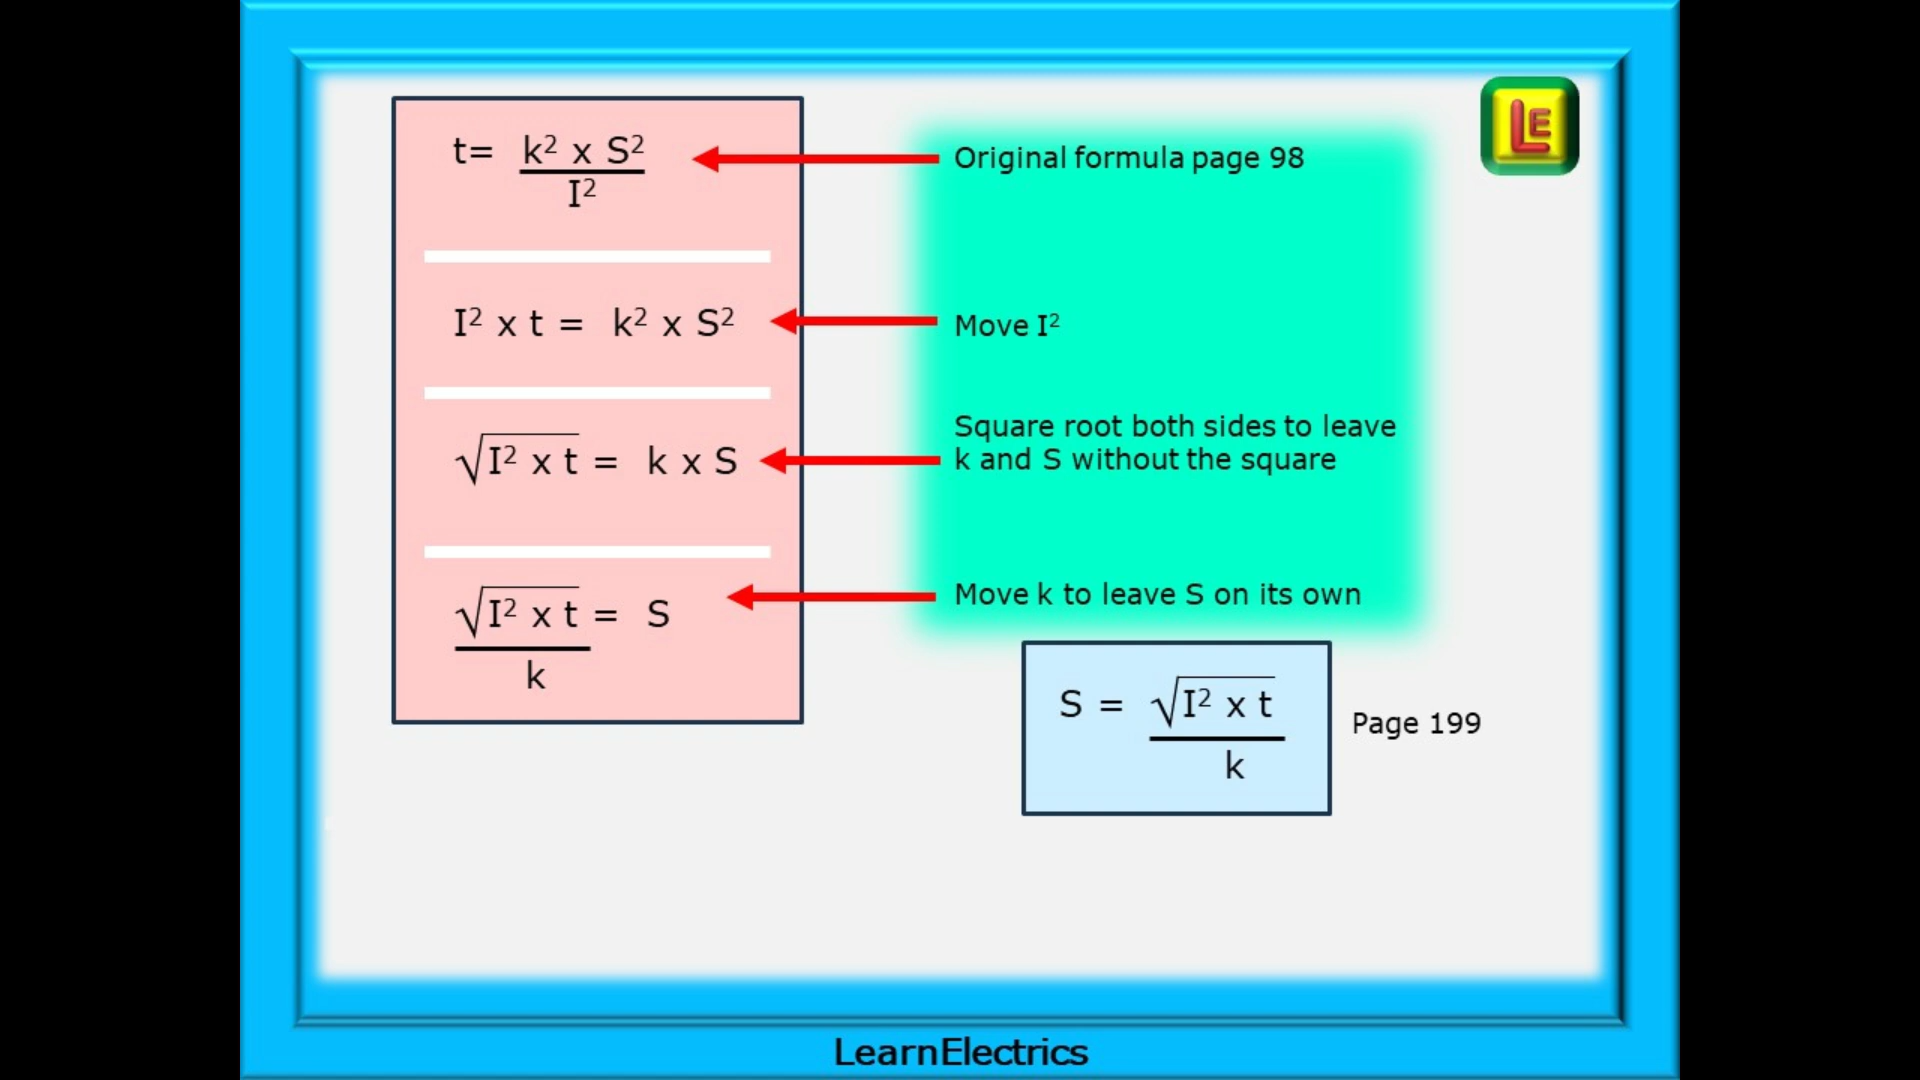 LE
t= k² x S²
I²
Original formula page 98
I² x t = k² x S²
Move I²
√I² x t = k x S
Square root both sides to leave
k and S without the square
√I² x t = S
k
Move k to leave S on its own
S = √I² x t
k
Page 199
LearnElectrics